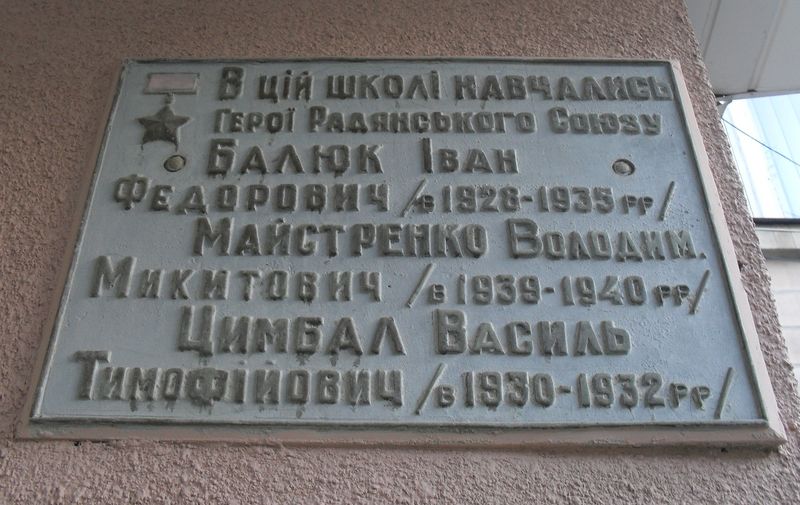 В цій школі навчались
Герої Радянського Союзу
Балюк Іван
Федорович /в 1928-1935 рр/
Майстренко Володим.
Микитович /в 1939-1940 рр/
Цимбал Василь
Тимофійович /в 1930-1932 рр/